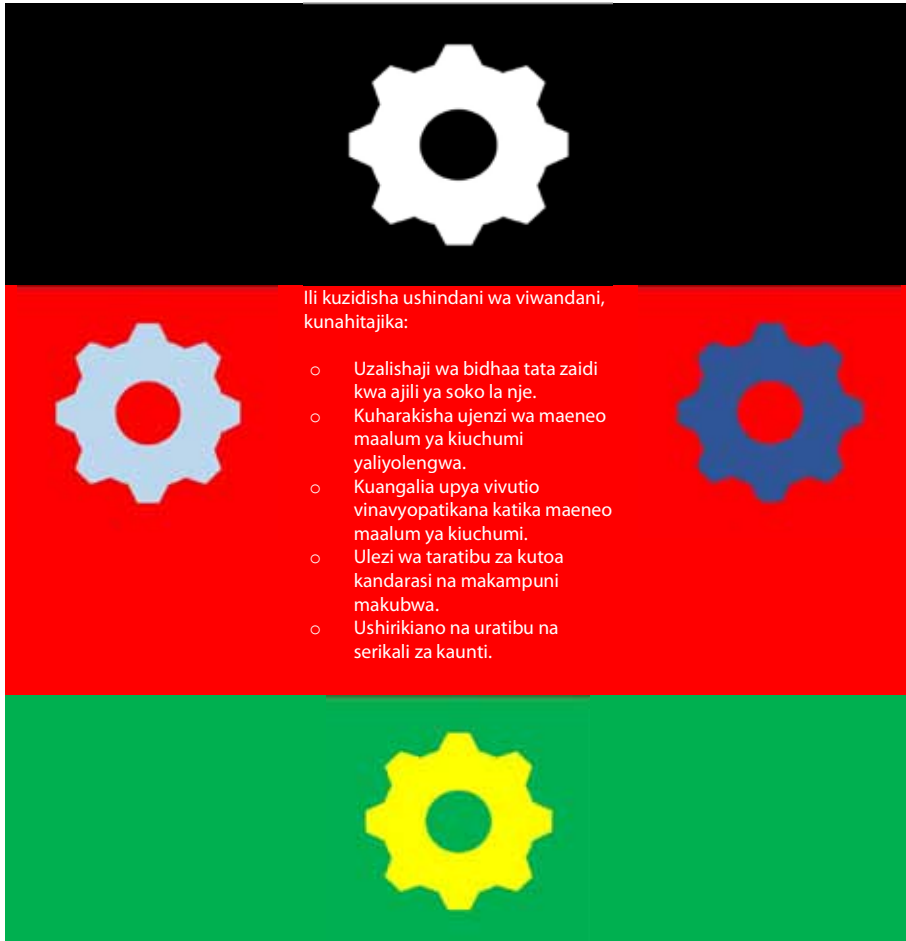 Ili kuzidisha ushindani wa viwandani,
kunahitajika:
o Uzalishaji wa bidhaa tata zaidi
kwa ajili ya soko la nje.
o Kuharakisha ujenzi wa maeneo
maalum ya kiuchumi
yaliyolengwa.
o Kuangalia upya vivutio
vinavyopatikana katika maeneo
maalum ya kiuchumi.
o Ulezi wa taratibu za kutoa
kandarasi na makampuni
makubwa.
o Ushirikiano na uratibu na
serikali za kaunti.